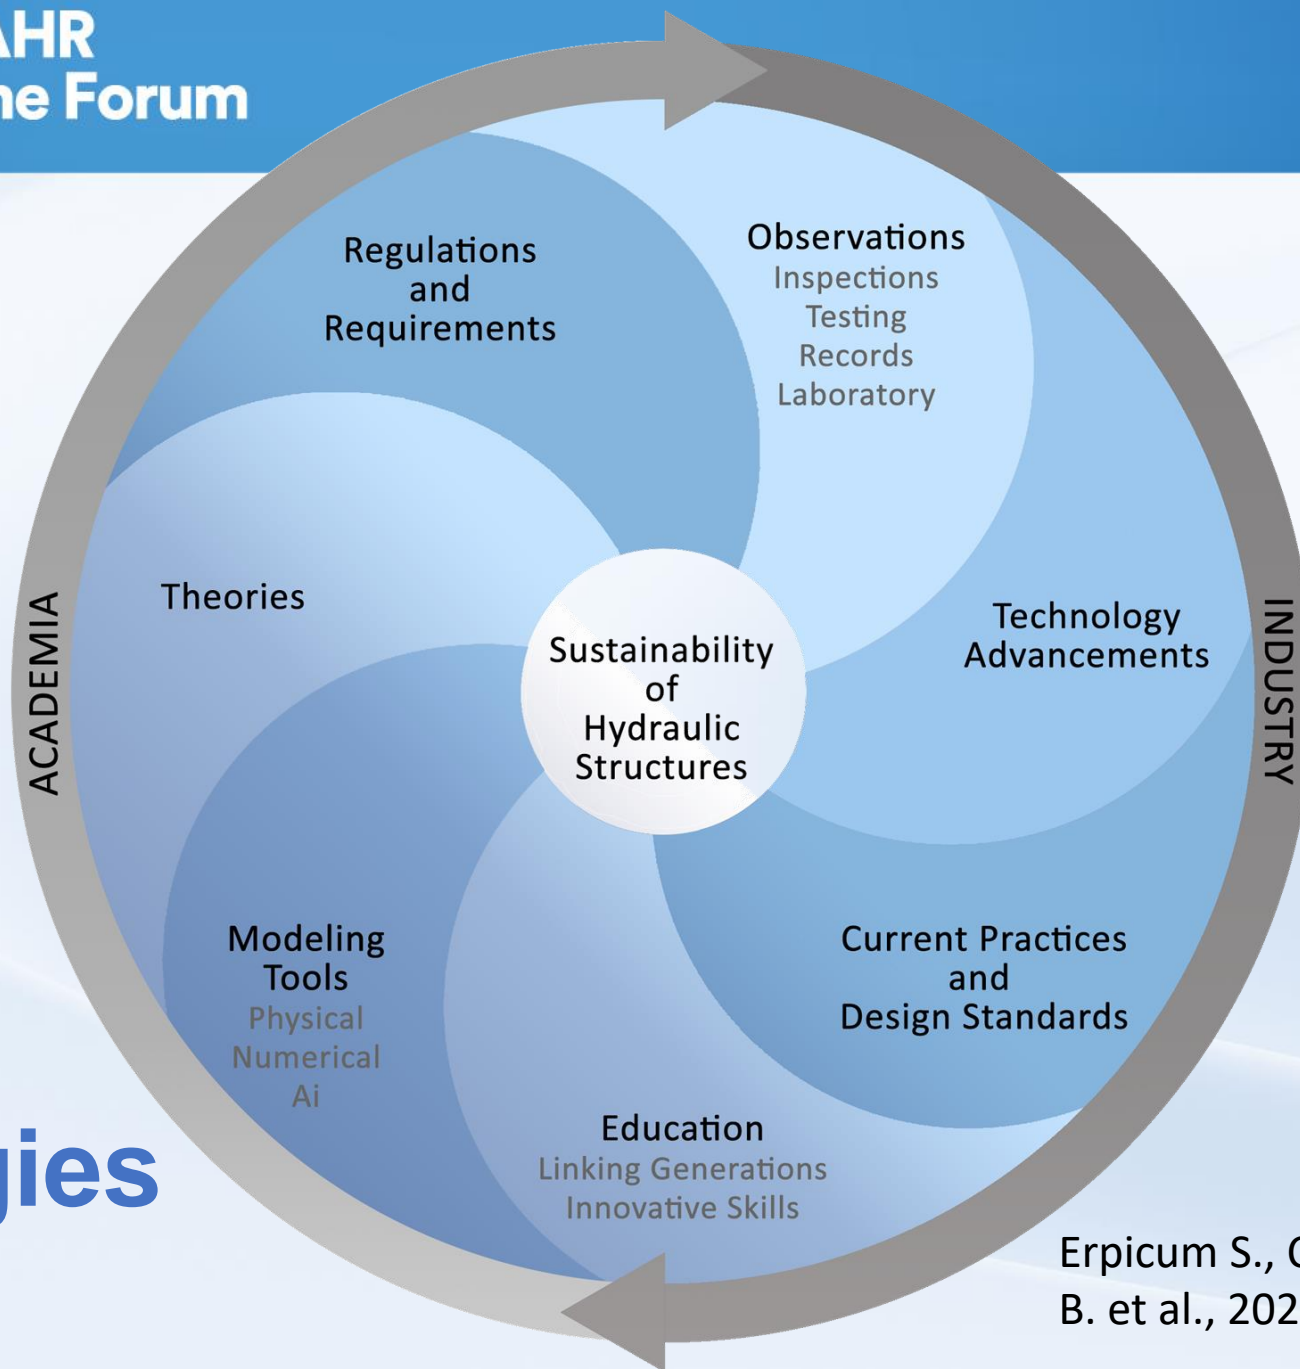 AHR
ne Forum
Regulations
and
Requirements
Observations
Inspections
Testing
Records
Laboratory
Theories
Technology
Advancements
Sustainability
of
Hydraulic
Structures
ACADEMIA
INDUSTRY
Modeling
Tools
Physical
Numerical
Ai
Current Practices
and
Design Standards
Education
Linking Generations
Innovative Skills
gies
Erpicum S.,
B. et al., 202